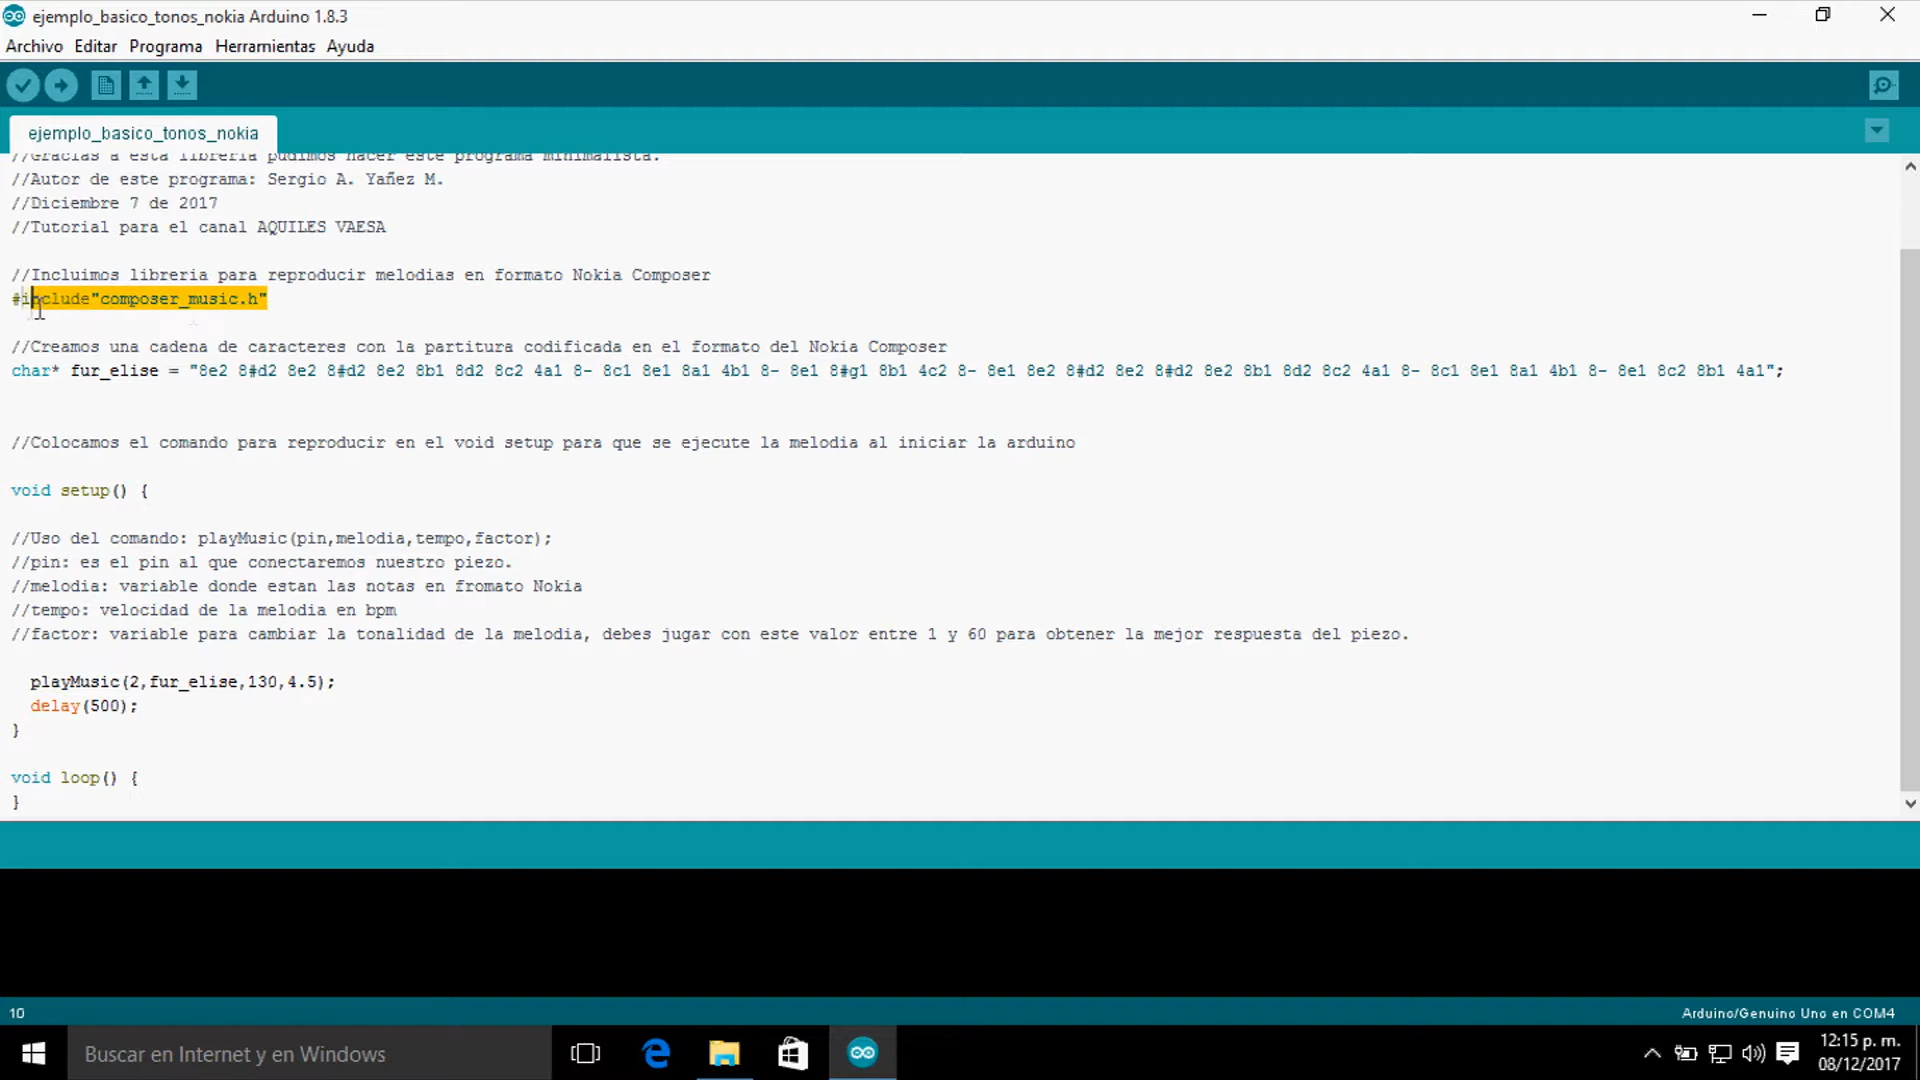 ejemplo_basico_tonos_nokia Arduino 1.8.3
Archivo Editar Programa Herramientas Ayuda
ejemplo_basico_tonos_nokia
//Gracias a esta libreria pudimos hacer este programa minimalista.
//Autor de este programa: Sergio A. Yañez M.
//Diciembre 7 de 2017
//Tutorial para el canal AQUILES VAESA
//Incluimos libreria para reproducir melodias en formato Nokia Composer
#include"composer_music.h"
//Creamos una cadena de caracteres con la partitura codificada en el formato del Nokia Composer
char* fur_elise = "8e2 8#d2 8e2 8#d2 8e2 8b1 8d2 8c2 4a1 8- 8c1 8e1 8a1 4b1 8- 8e1 8#g1 8b1 4c2 8- 8e1 8e2 8#d2 8e2 8#d2 8e2 8b1 8d2 8c2 4a1 8- 8c1 8e1 8a1 4b1 8- 8e1 8c2 8b1 4a1";
//Colocamos el comando para reproducir en el void setup para que se ejecute la melodia al iniciar la arduino
void setup() {
//Uso del comando: playMusic(pin,melodia,tempo,factor);
//pin: es el pin al que conectaremos nuestro piezo.
//melodia: variable donde estan las notas en fromato Nokia
//tempo: velocidad de la melodia en bpm
//factor: variable para cambiar la tonalidad de la melodia, debes jugar con este valor entre 1 y 60 para obtener la mejor respuesta del piezo.
playMusic(2,fur_elise,130,4.5);
delay(500);
}
void loop() {
}
10
Arduino/Genuino Uno en COM4
Buscar en Internet y en Windows
12:15 p. m.
08/12/2017